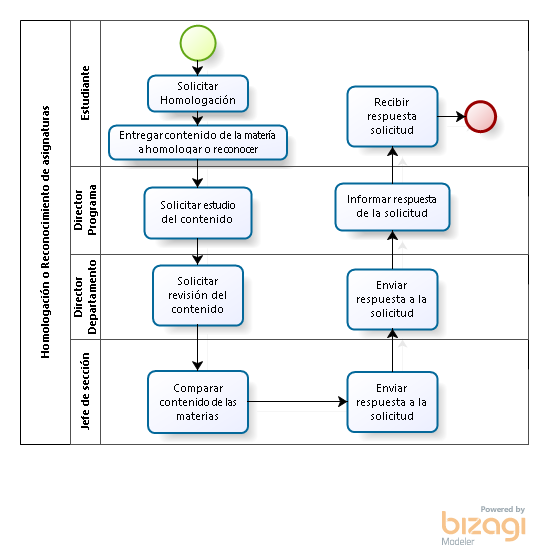 Homologación o Reconocimiento de asignaturas
Estudiante
Solicitar
Homologación
Entregar contenido de la matería
a homologar o reconocer
Recibir
respuesta
solicitud
Director
Programa
Solicitar estudio
del contenido
Informar respuesta
de la solicitud
Director
Departamento
Solicitar
revisión del
contenido
Enviar
respuesta a la
solicitud
Jefe de sección
Comparar
contenido de las
materias
Enviar
respuesta a la
solicitud
Powered by
bizagi
Modeler